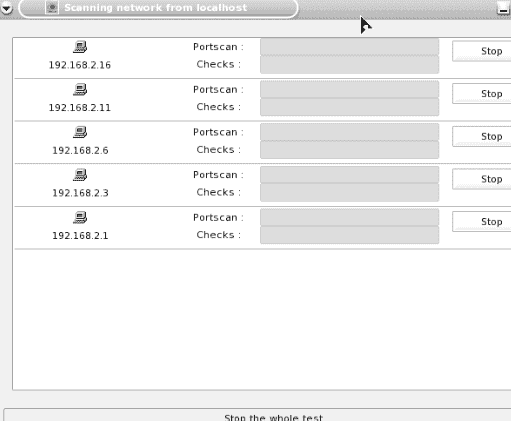 Scanning network from localhost
Portscan :
Stop
192.168.2.16
Checks :
Portscan :
Stop
192.168.2.11
Checks :
Portscan :
Stop
192.168.2.6
Checks :
Portscan :
Stop
192.168.2.3
Checks :
Portscan :
Stop
192.168.2.1
Checks :
Stop the whole test